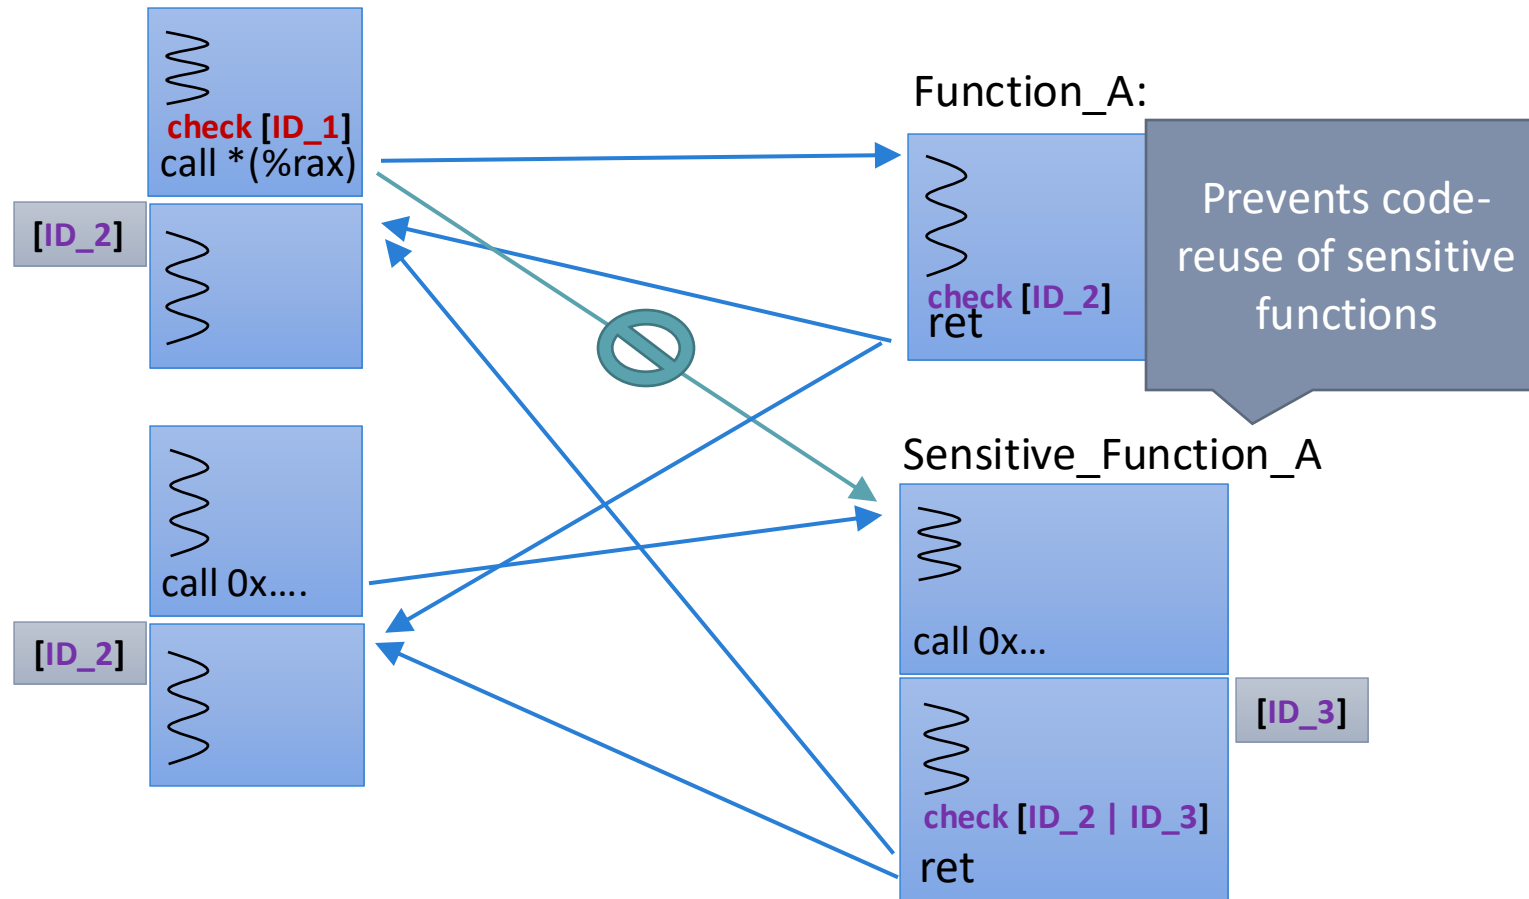 check [ID_1]
call *(%rax)
[ID_2]
Function_A:
check [ID_2]
ret
Prevents code-
reuse of sensitive
functions
call 0x....
[ID_2]
Sensitive_Function_A
call 0x...
[ID_3]
check [ID_2 | ID_3]
ret